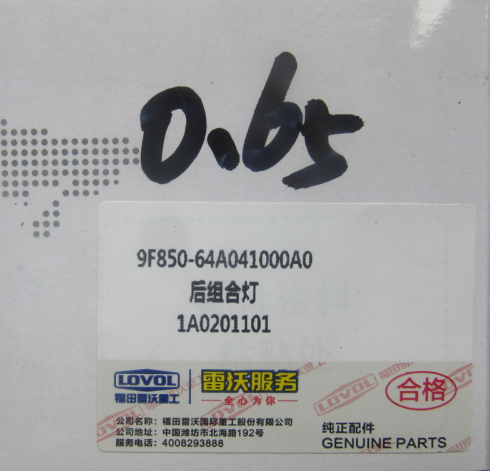 0.65
9F850-64A041000A0
后组合灯
1A0201101
LOVOL
福田雷沃重工
雷沃服务
全心为你
合格
公司名称：福田雷沃国际重工股份有限公司
公司地址：中国潍坊市北海路192号
服务电话：4008293888
纯正配件
GENUINE PARTS